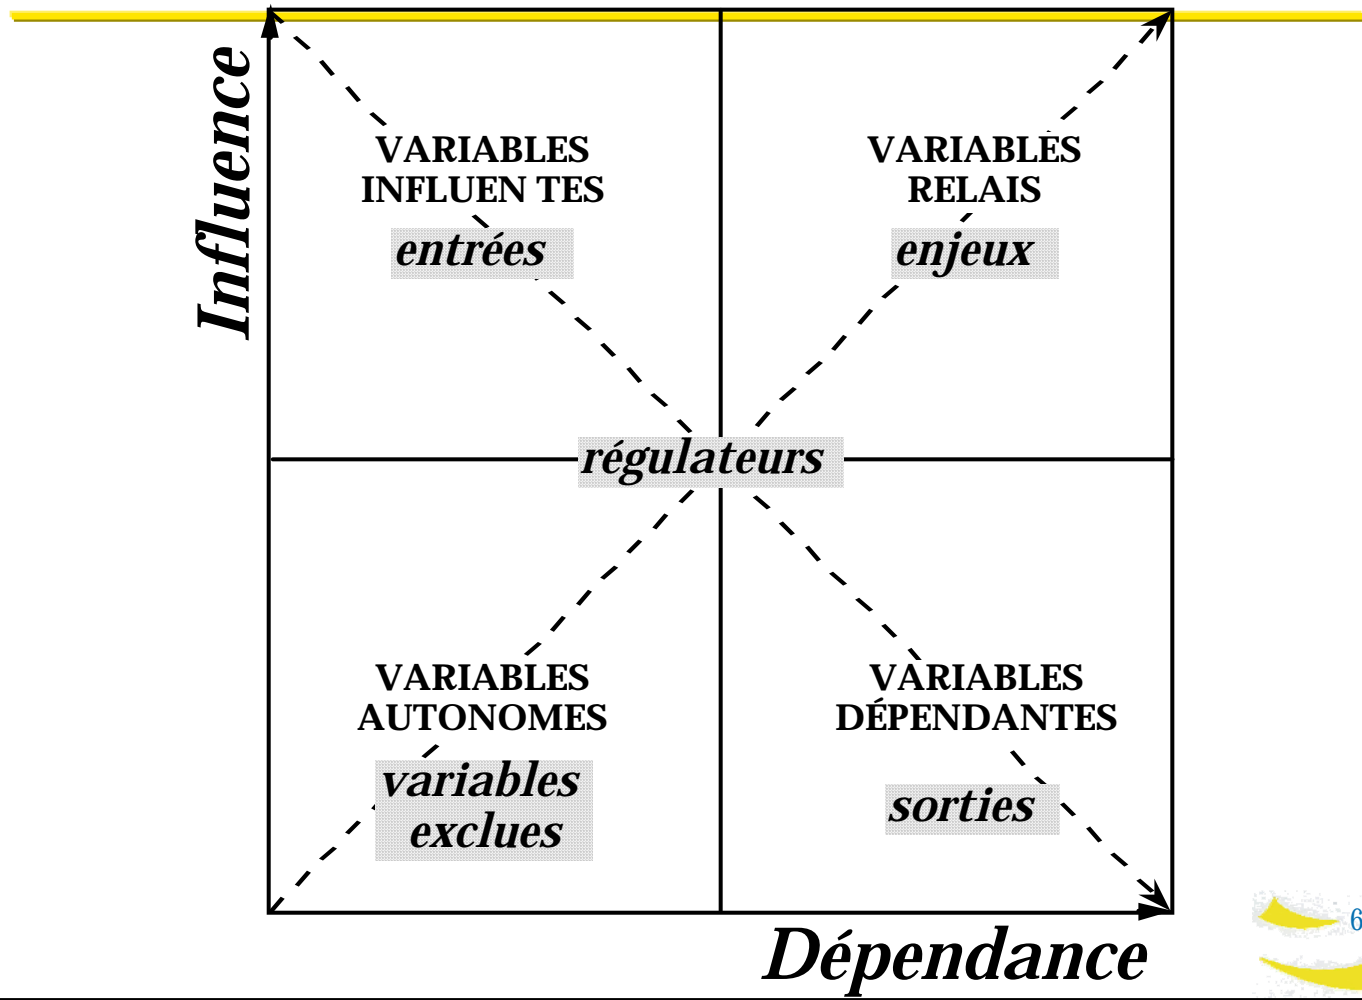 Influence
VARIABLES
INFLUEN TES
entrées
VARIABLES
RELAIS
enjeux
régulateurs
VARIABLES
AUTONOMES
variables
exclues
VARIABLES
DÉPENDANTES
sorties
Dépendance
6